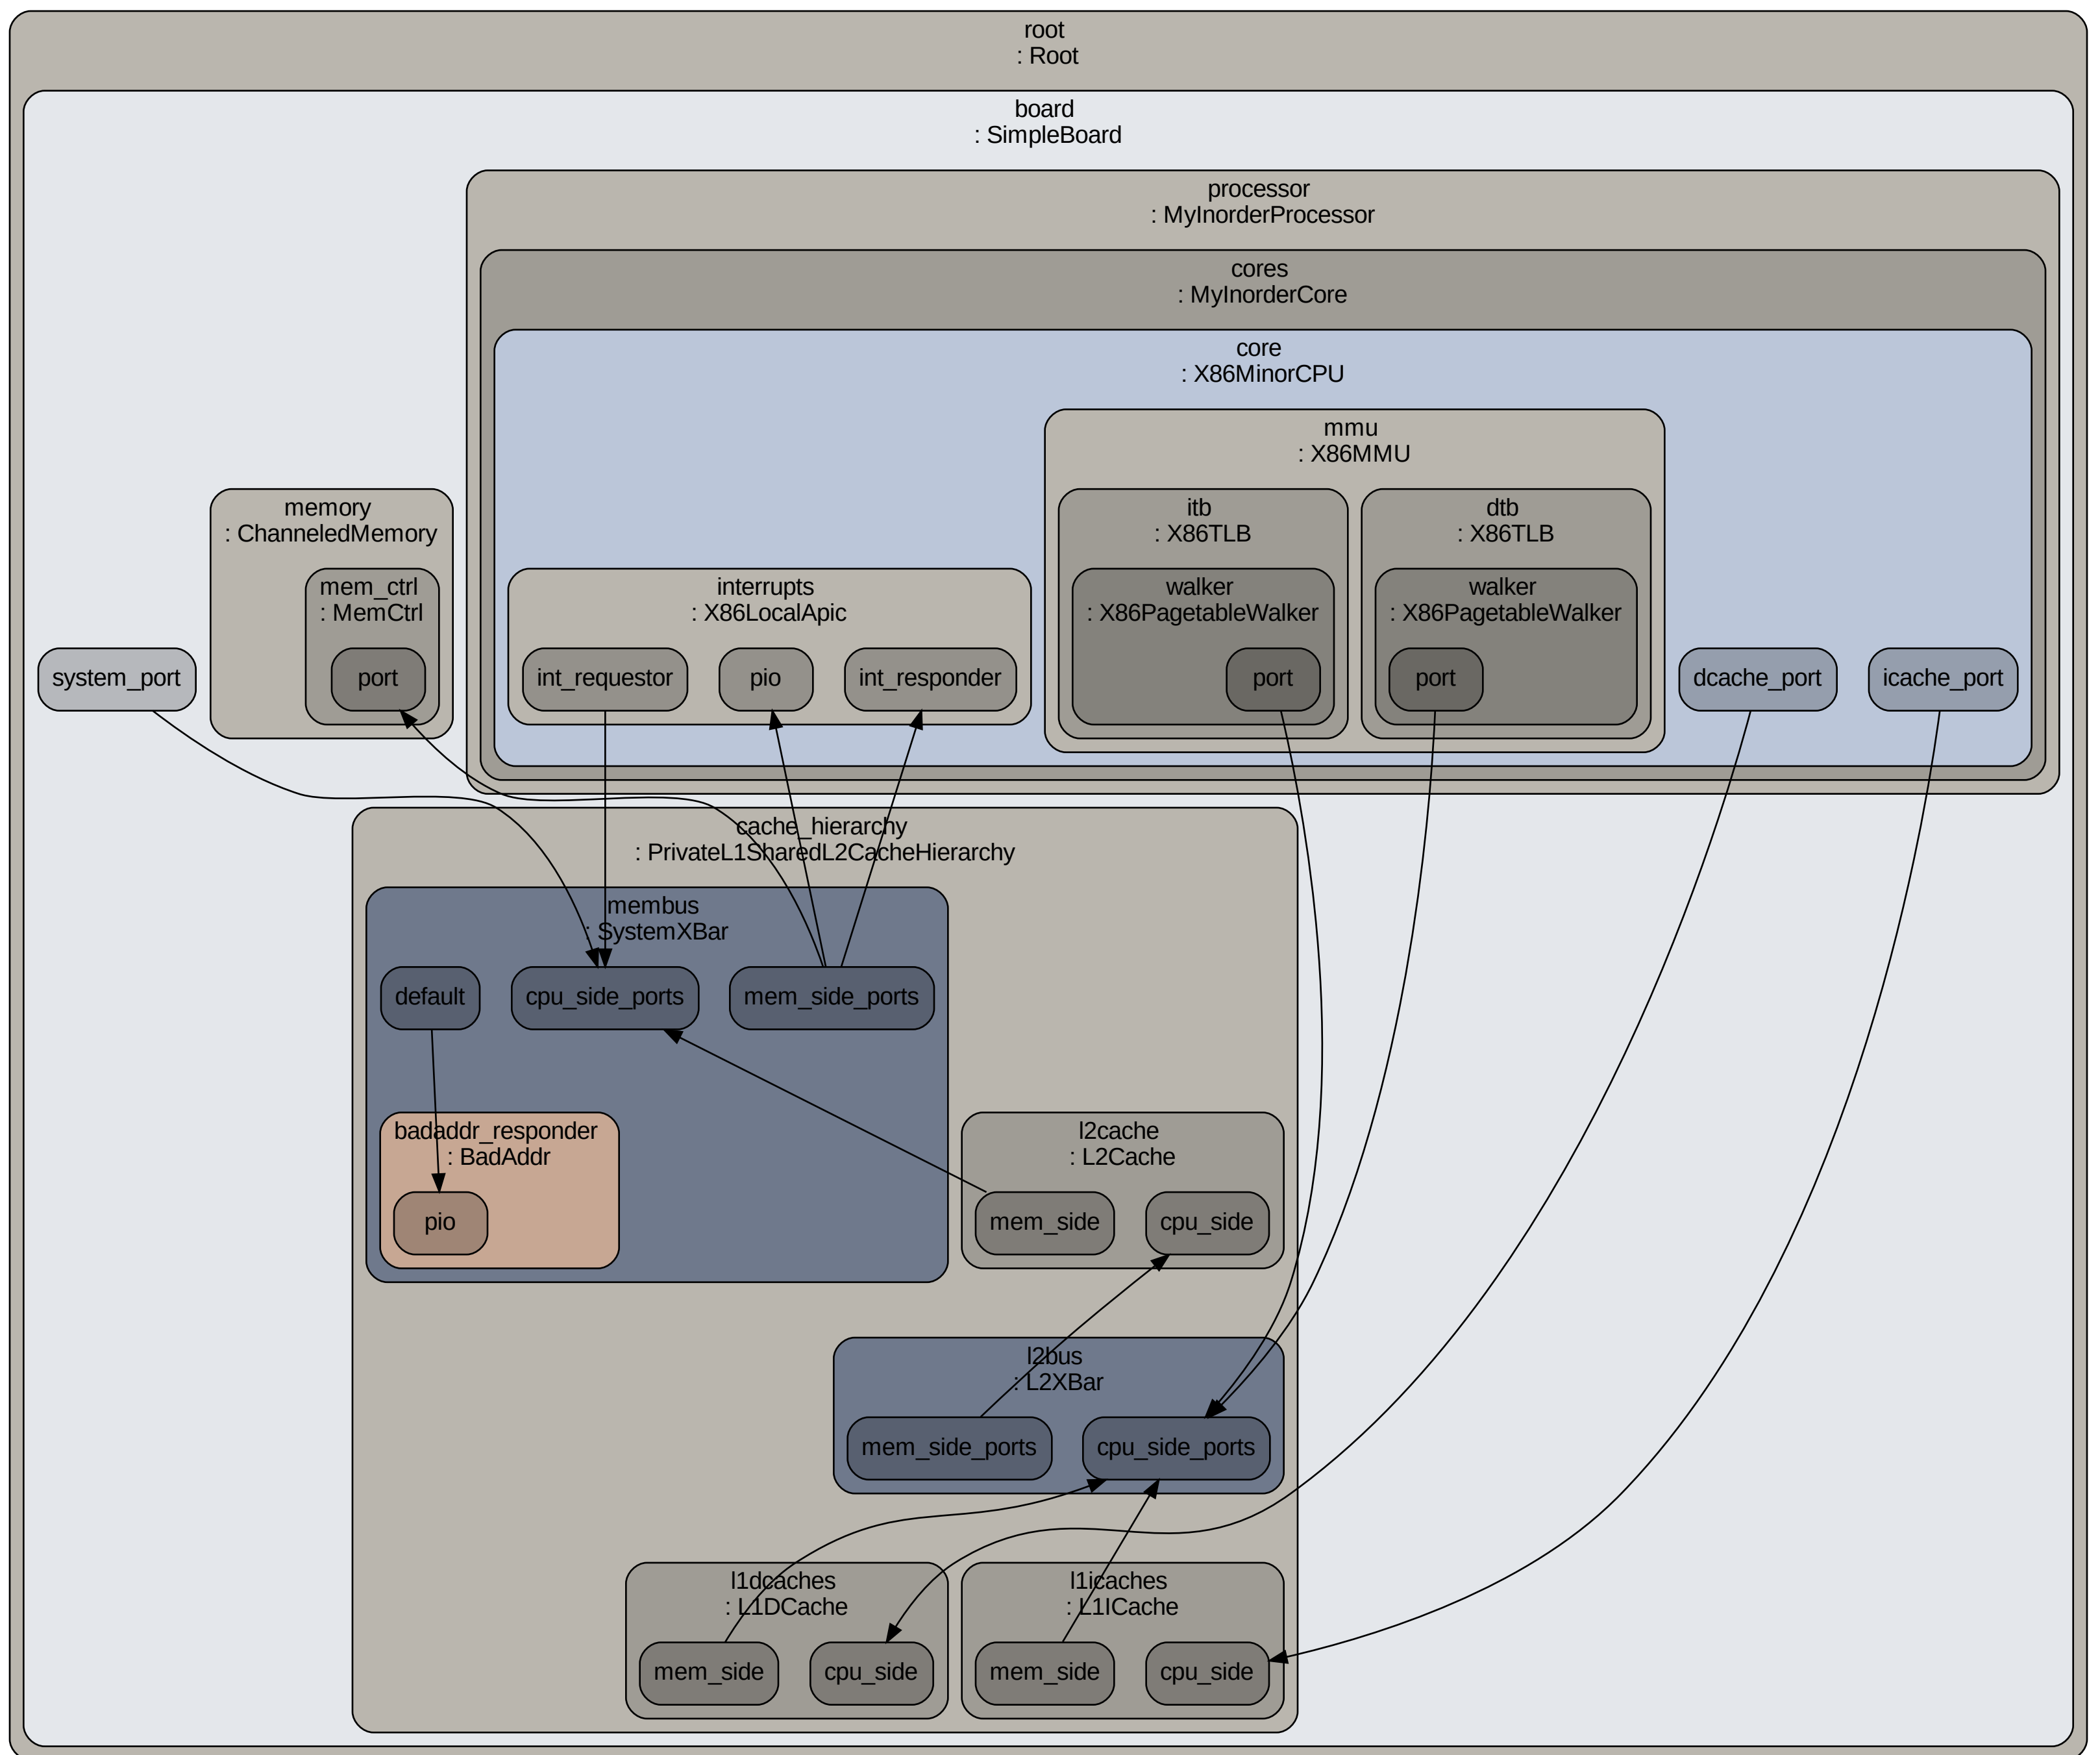 root
: Root
board
: SimpleBoard
processor
: MyInorderProcessor
cores
: MyInorderCore
core
: X86MinorCPU
mmu
: X86MMU
memory
: ChanneledMemory
itb
: X86TLB
dtb
: X86TLB
mem_ctrl
: MemCtrl
interrupts
: X86LocalApic
walker
: X86PagetableWalker
walker
: X86PagetableWalker
system_port
port
int_requestor
pio
int_responder
port
port
dcache_port
icache_port
cache_hierarchy
: PrivateL1SharedL2CacheHierarchy
membus
: SystemXBar
default
cpu_side_ports
mem_side_ports
badaddr_responder
: BadAddr
l2cache
: L2Cache
pio
mem_side
cpu_side
l2bus
: L2XBar
mem_side_ports
cpu_side_ports
l1dcaches
: L1DCache
l1icaches
: L1ICache
mem_side
cpu_side
mem_side
cpu_side